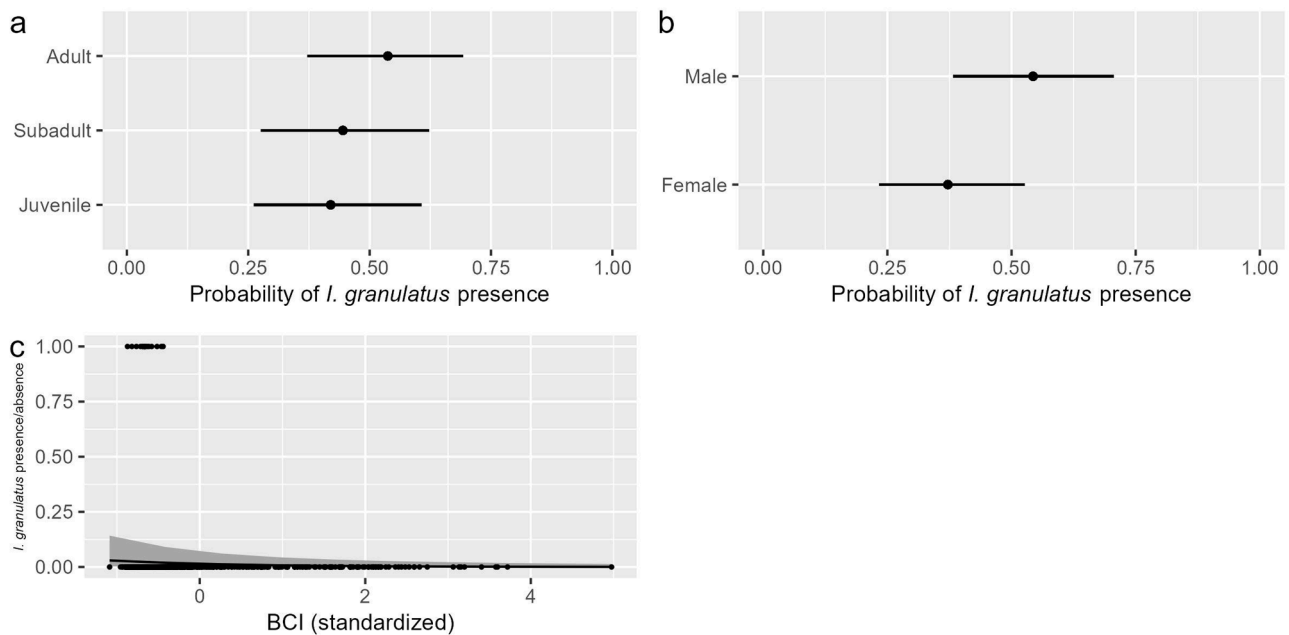 a
Adult
Subadult
Juvenile
0.00 0.25 0.50 0.75 1.00
Probability of I. granulatus presence
b
Male
Female
0.00 0.25 0.50 0.75 1.00
Probability of I. granulatus presence
c
I. granulatus presence/absence
1.00
0.75
0.50
0.25
0.00
0 2 4
BCI (standardized)